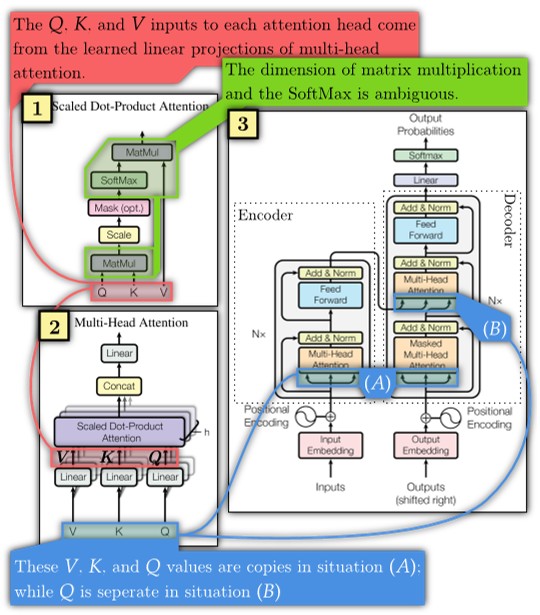 The Q. K. and V inputs to each attention head come
from the learned linear projections of multi-head
attention.
The dimension of matrix multiplication
and the SoftMax is ambiguous.
1
Scaled Dot-Product Attention
MatMul
SoftMax
Mask (opt.)
Scale
MatMul
Q K V
2
Multi-Head Attention
Linear
Concat
Scaled Dot-Product
Attention
h
V K Q
Linear Linear Linear
V K Q
3
Output
Probabilities
Softmax
Linear
Encoder
Decoder
Add & Norm
Feed
Forward
Add & Norm
Multi-Head
Attention
Nx
(B)
Add & Norm
Masked
Multi-Head
Attention
Add & Norm
Feed
Forward
Nx
Add & Norm
Multi-Head
Attention
(A)
Positional
Encoding
Positional
Encoding
Input
Embedding
Output
Embedding
Inputs
Outputs
(shifted right)
These V. K. and Q values are copies in situation (A):
while Q is seperate in situation (B)